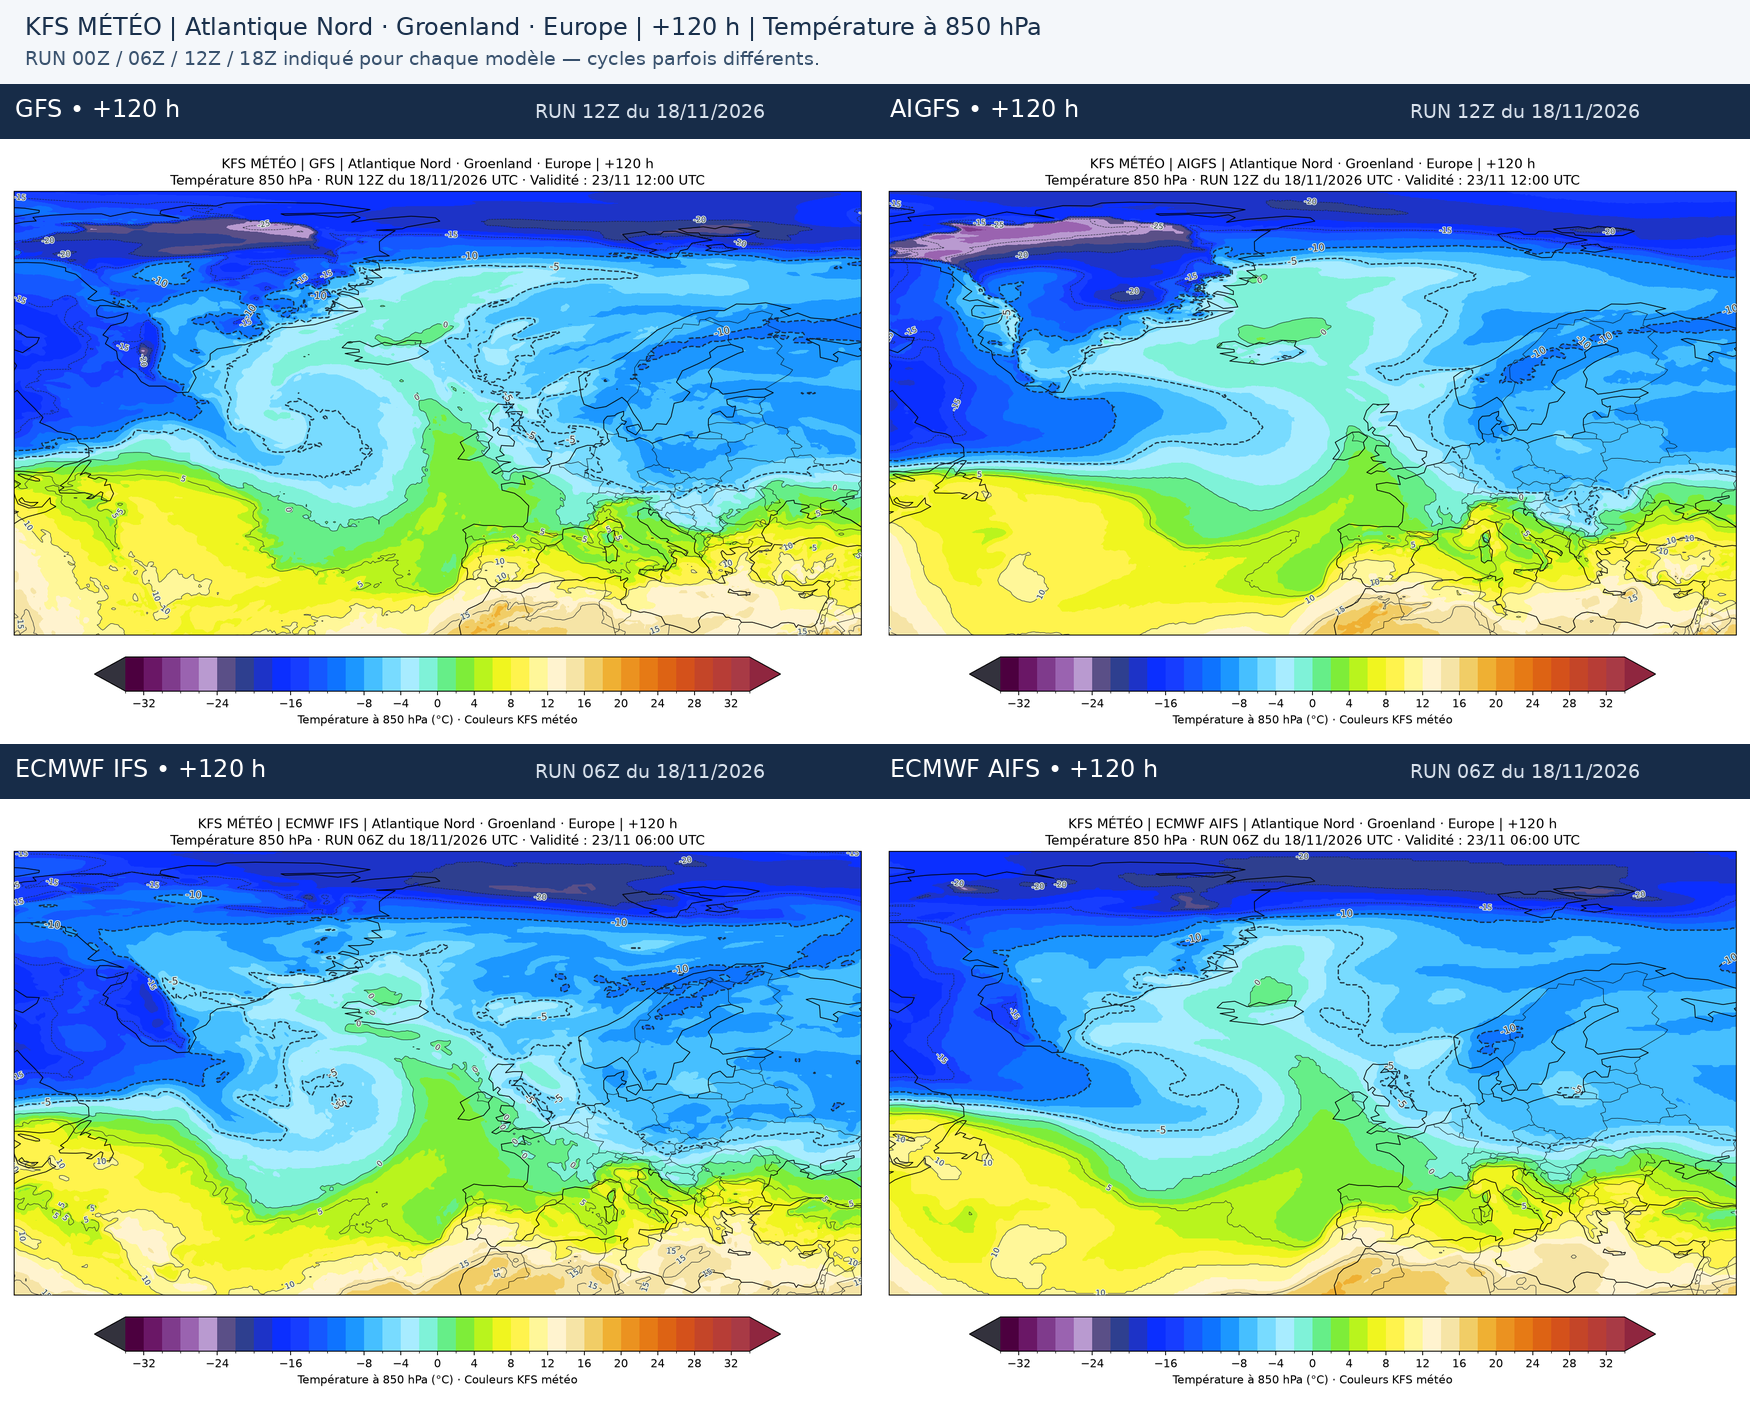 KFS MÉTÉO | Atlantique Nord · Groenland · Europe | +120 h | Température à 850 hPa
RUN 00Z / 06Z / 12Z / 18Z indiqué pour chaque modèle — cycles parfois différents.
GFS • +120 h
RUN 12Z du 18/11/2026
KFS MÉTÉO | GFS | Atlantique Nord · Groenland · Europe | +120 h
Température 850 hPa · RUN 12Z du 18/11/2026 UTC · Validité : 23/11 12:00 UTC
−32 −24 −16 −8 −4 0 4 8 12 16 20 24 28 32
Température à 850 hPa (°C) · Couleurs KFS météo
AIGFS • +120 h
RUN 12Z du 18/11/2026
KFS MÉTÉO | AIGFS | Atlantique Nord · Groenland · Europe | +120 h
Température 850 hPa · RUN 12Z du 18/11/2026 UTC · Validité : 23/11 12:00 UTC
−32 −24 −16 −8 −4 0 4 8 12 16 20 24 28 32
Température à 850 hPa (°C) · Couleurs KFS météo
ECMWF IFS • +120 h
RUN 06Z du 18/11/2026
KFS MÉTÉO | ECMWF IFS | Atlantique Nord · Groenland · Europe | +120 h
Température 850 hPa · RUN 06Z du 18/11/2026 UTC · Validité : 23/11 06:00 UTC
−32 −24 −16 −8 −4 0 4 8 12 16 20 24 28 32
Température à 850 hPa (°C) · Couleurs KFS météo
ECMWF AIFS • +120 h
RUN 06Z du 18/11/2026
KFS MÉTÉO | ECMWF AIFS | Atlantique Nord · Groenland · Europe | +120 h
Température 850 hPa · RUN 06Z du 18/11/2026 UTC · Validité : 23/11 06:00 UTC
−32 −24 −16 −8 −4 0 4 8 12 16 20 24 28 32
Température à 850 hPa (°C) · Couleurs KFS météo